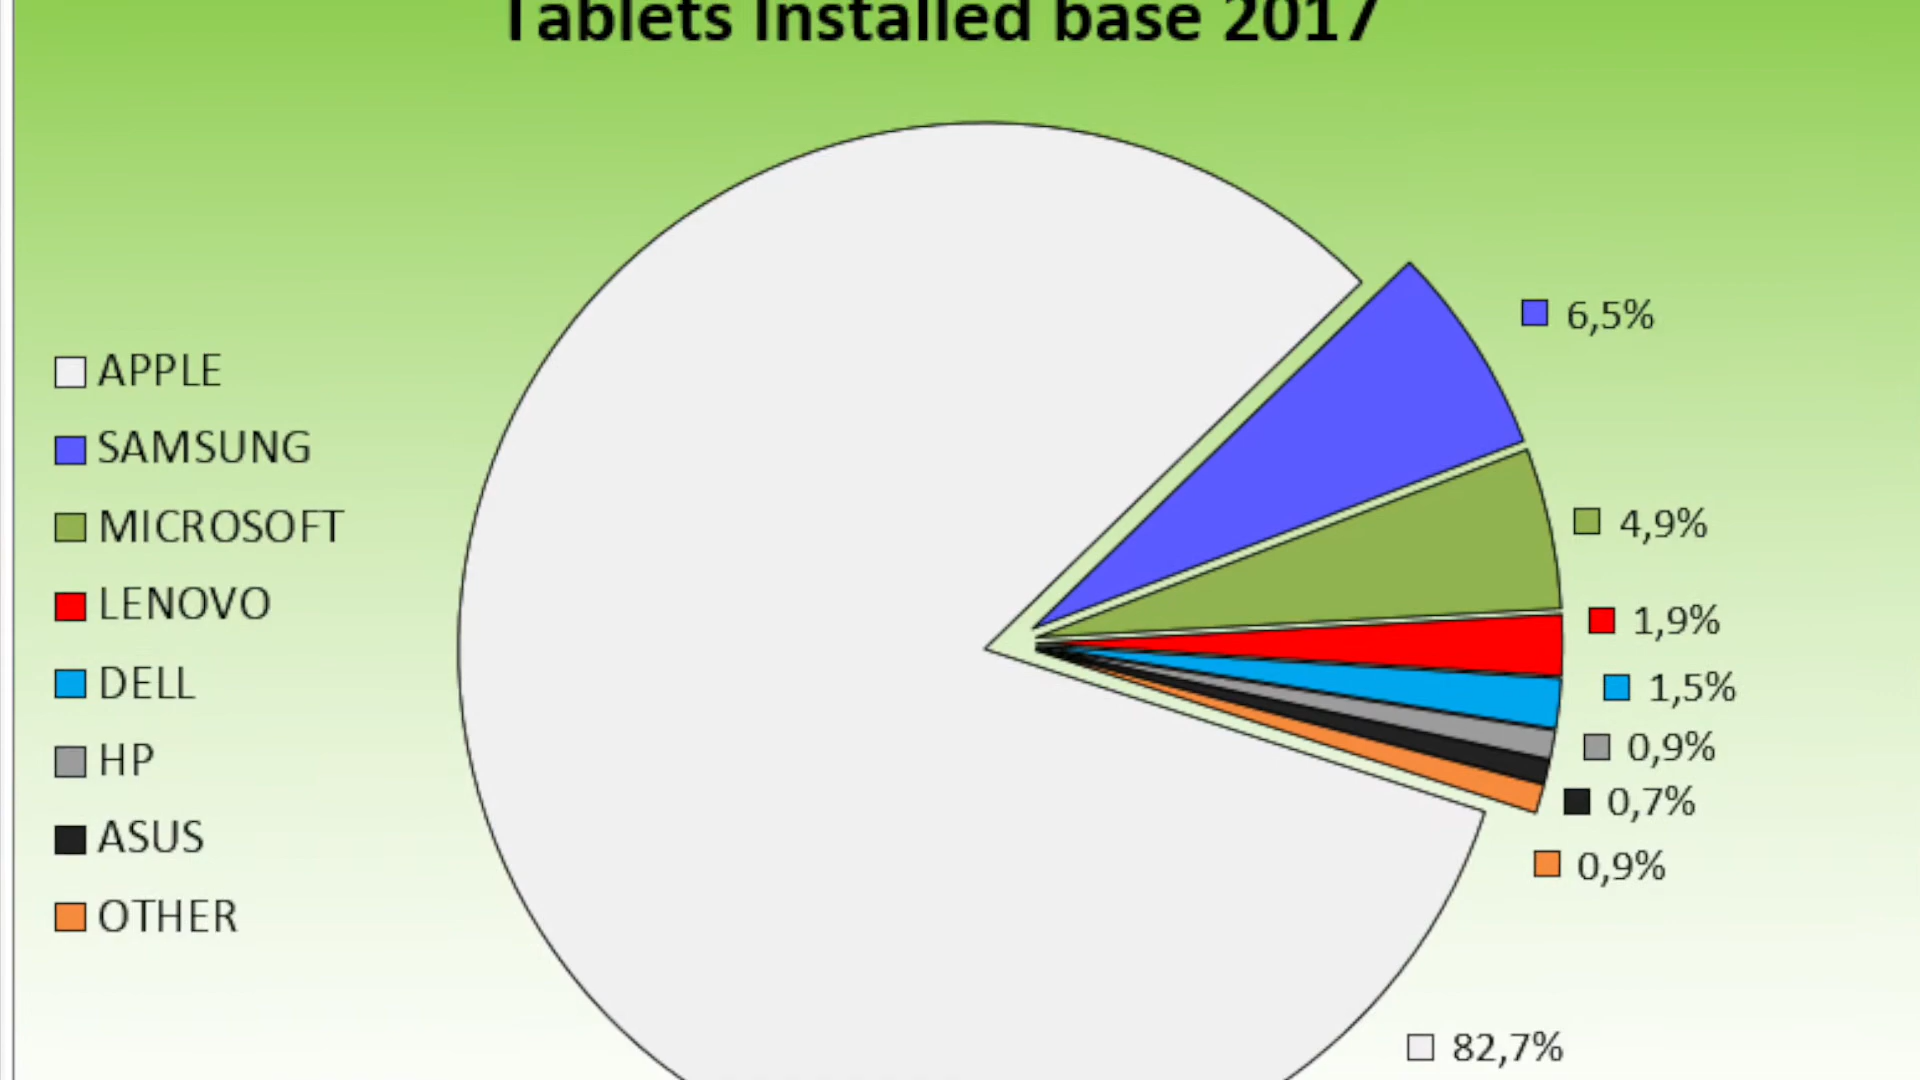 Tablets Installed base 2017
APPLE
SAMSUNG
MICROSOFT
LENOVO
DELL
HP
ASUS
OTHER
6,5%
4,9%
1,9%
1,5%
0,9%
0,7%
0,9%
82,7%